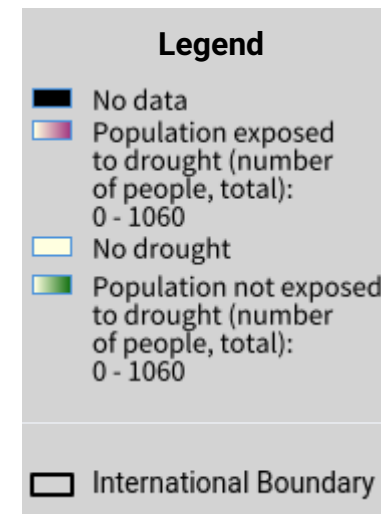 Legend
No data
Population exposed
to drought (number
of people, total):
0 - 1060
No drought
Population not exposed
to drought (number
of people, total):
0 - 1060
International Boundary